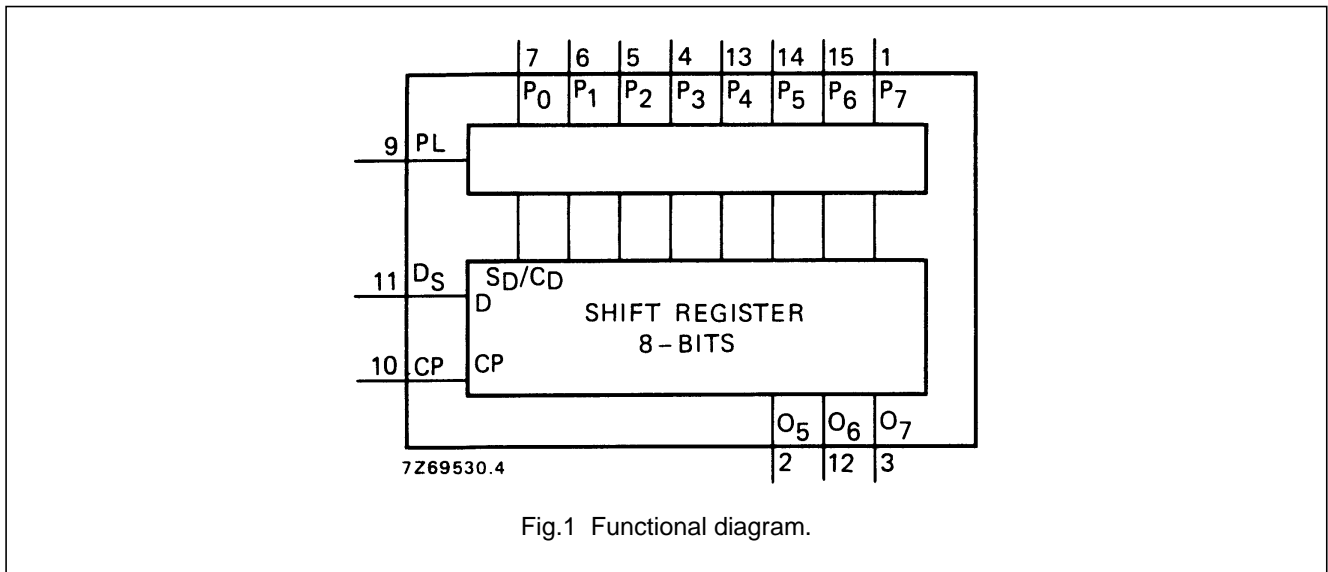 7 6 5 4 13 14 15 1
P0 P1 P2 P3 P4 P5 P6 P7
9 PL
11 DS
SD/CD
D
SHIFT REGISTER
8-BITS
10 CP CP
O5 O6 O7
2 12 3
7Z69530.4
Fig.1 Functional diagram.